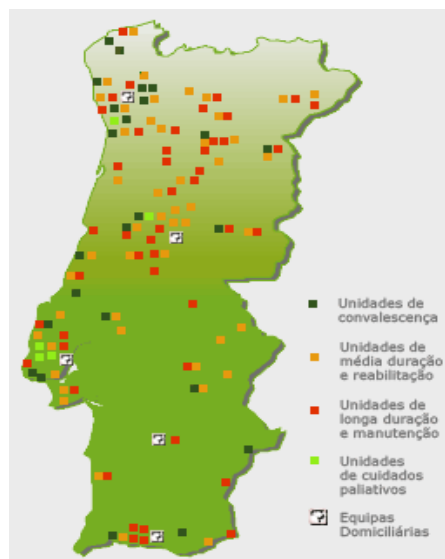 Unidades de
convalescença
Unidades de
média duração
e reabilitação
Unidades de
longa duração
e manutenção
Unidades
de cuidados
paliativos
Equipas
Domiciliárias